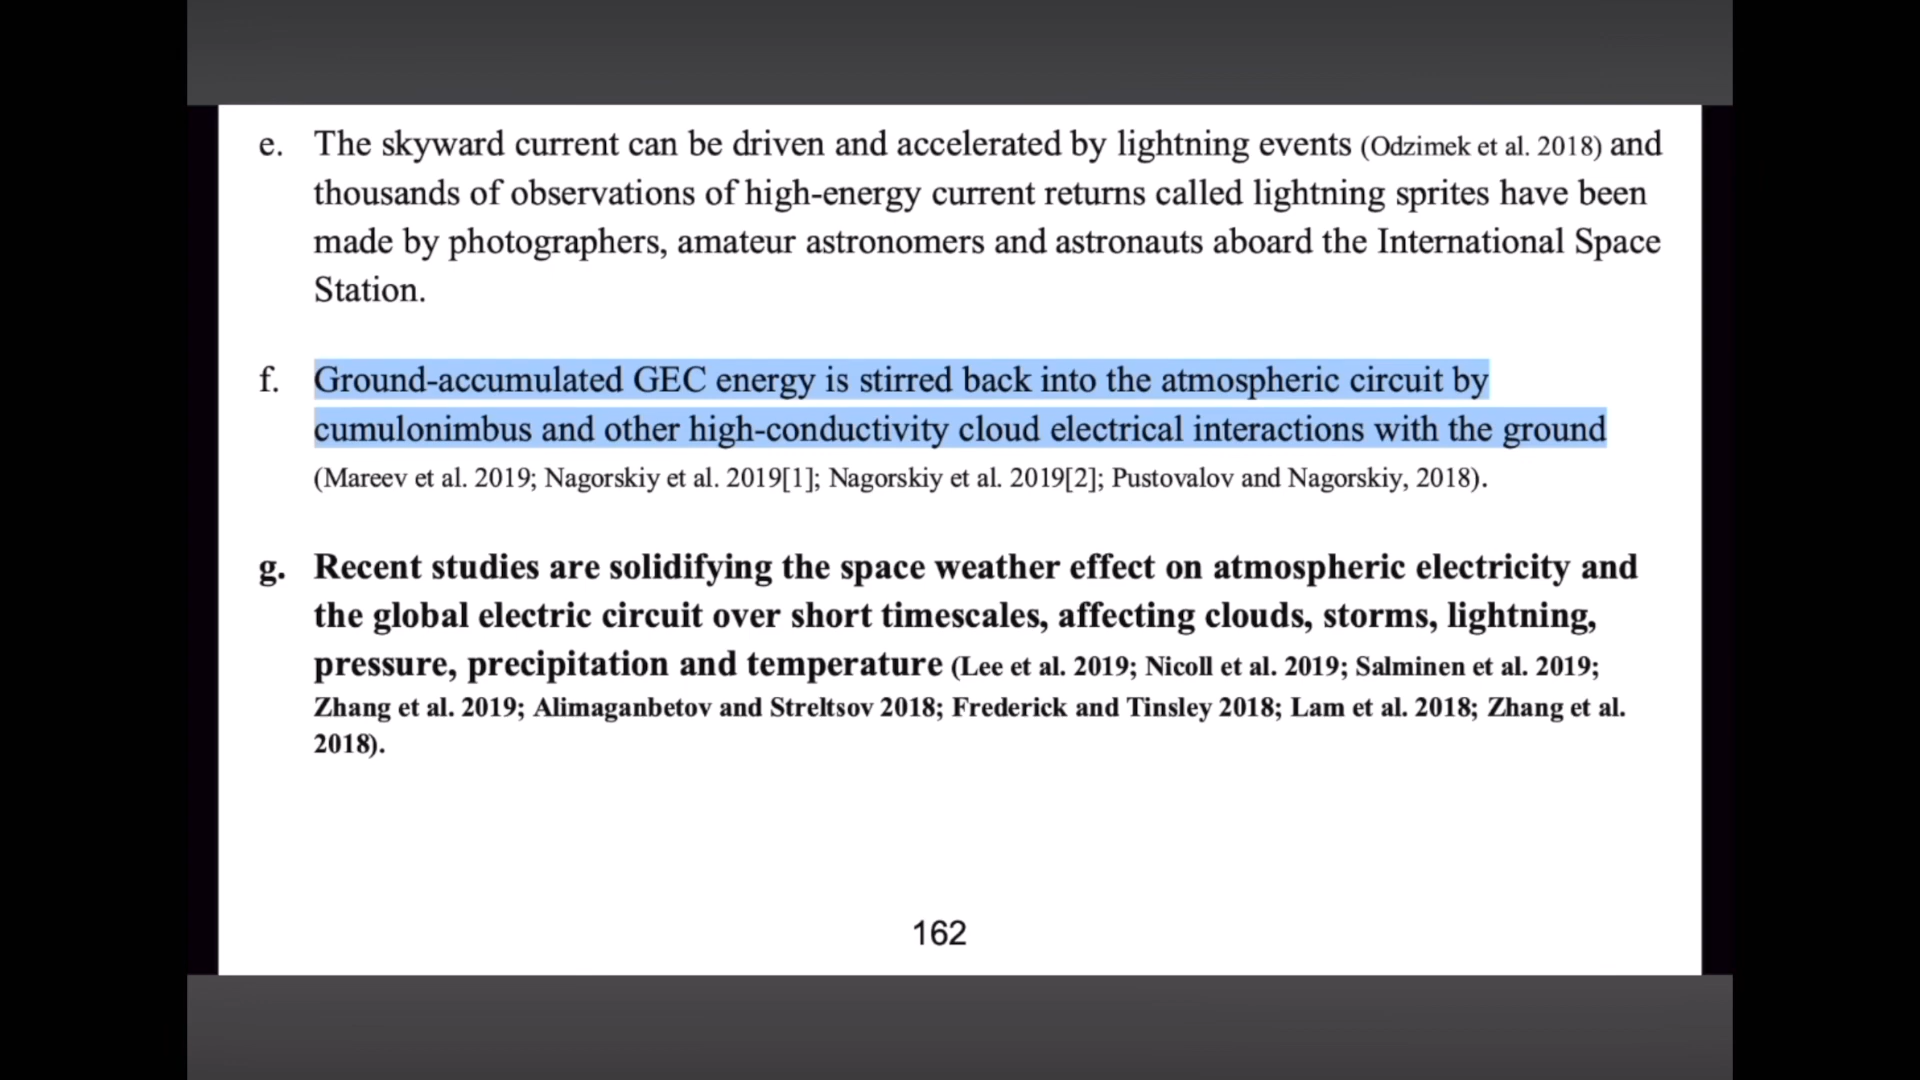 e. The skyward current can be driven and accelerated by lightning events (Odzimek et al. 2018) and
thousands of observations of high-energy current returns called lightning sprites have been
made by photographers, amateur astronomers and astronauts aboard the International Space
Station.
f. Ground-accumulated GEC energy is stirred back into the atmospheric circuit by
cumulonimbus and other high-conductivity cloud electrical interactions with the ground
(Mareev et al. 2019; Nagorskiy et al. 2019[1]; Nagorskiy et al. 2019[2]; Pustovalov and Nagorskiy, 2018).
g. Recent studies are solidifying the space weather effect on atmospheric electricity and
the global electric circuit over short timescales, affecting clouds, storms, lightning,
pressure, precipitation and temperature (Lee et al. 2019; Nicoll et al. 2019; Salminen et al. 2019;
Zhang et al. 2019; Alimaganbetov and Streltsov 2018; Frederick and Tinsley 2018; Lam et al. 2018; Zhang et al.
2018).
162